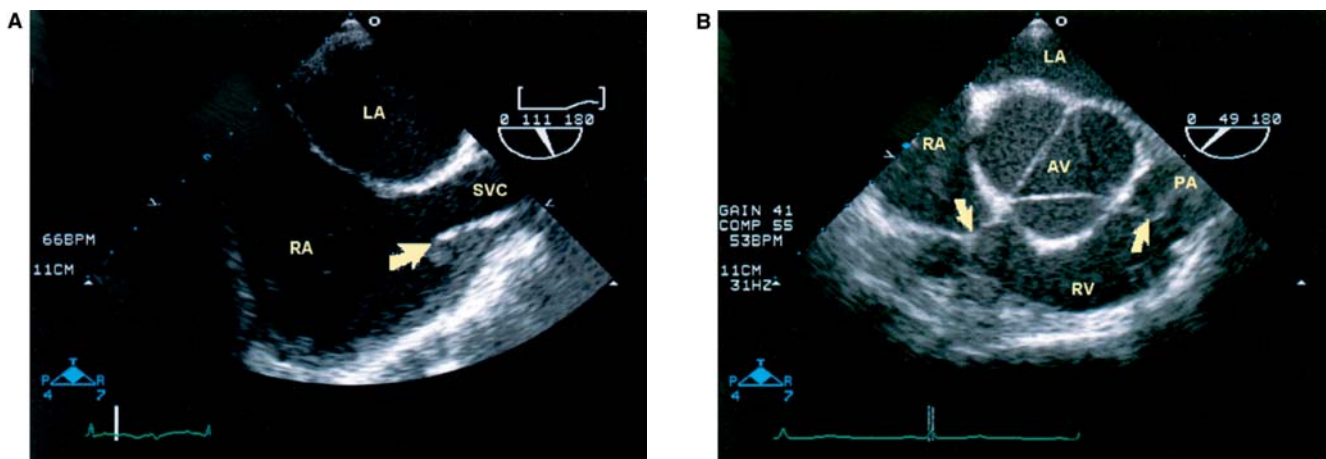 A
LA
0 111 180
SVC
RA
66BPM
11CM
P T R
4 7
B
LA
0 49 180
RA
AV
PA
GAIN 41
COMP 55
53BPM
11CM
31HZ
RV
P T R
4 7